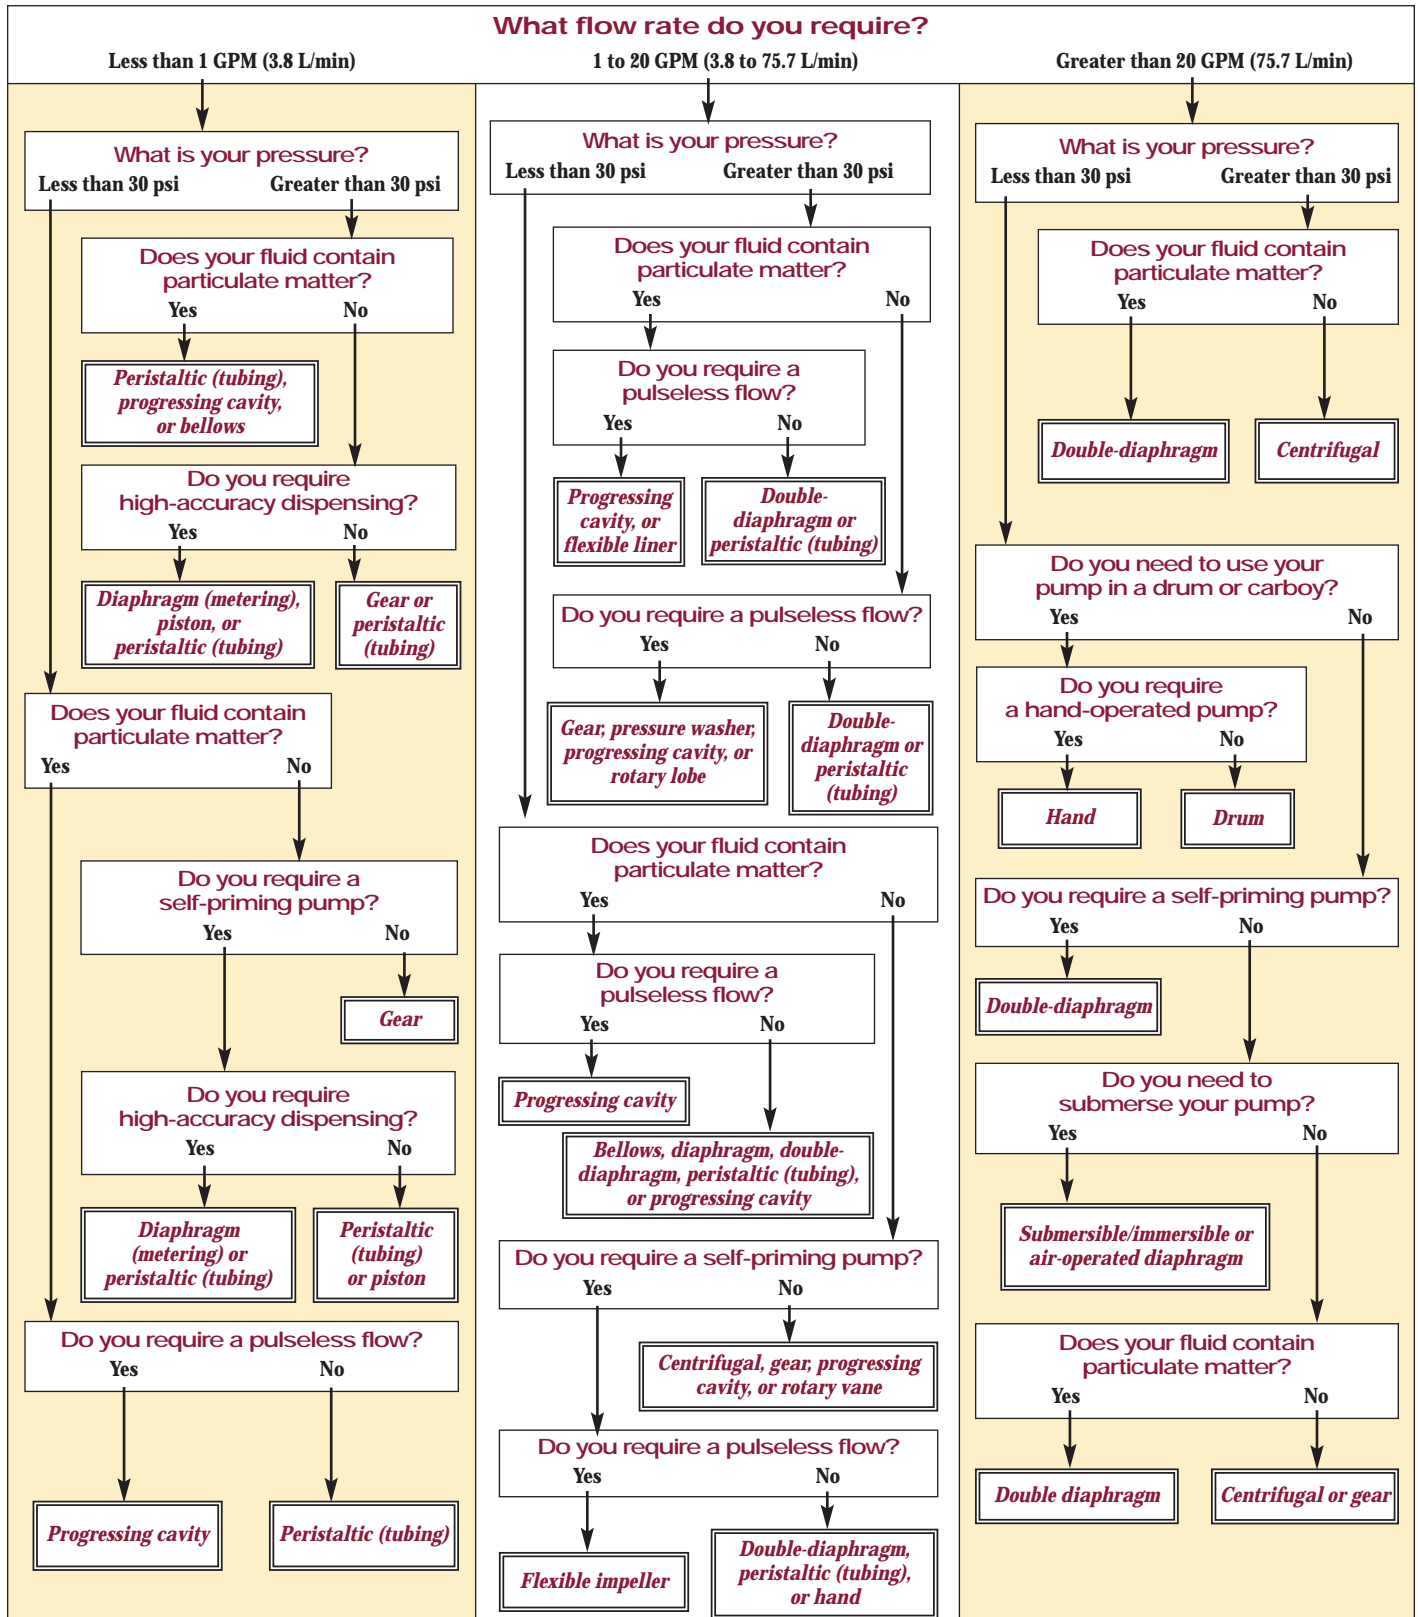 What flow rate do you require?
Less than 1 GPM (3.8 L/min)
1 to 20 GPM (3.8 to 75.7 L/min)
Greater than 20 GPM (75.7 L/min)
What is your pressure?
Less than 30 psi
Greater than 30 psi
Does your fluid contain
particulate matter?
Yes
No
Peristaltic (tubing),
progressing cavity,
or bellows
Do you require
high-accuracy dispensing?
Yes
No
Diaphragm (metering),
piston, or
peristaltic (tubing)
Gear or
peristaltic
(tubing)
Does your fluid contain
particulate matter?
Yes
No
Do you require a
self-priming pump?
Yes
No
Gear
Do you require
high-accuracy dispensing?
Yes
No
Diaphragm
(metering) or
peristaltic (tubing)
Peristaltic
(tubing)
or piston
Do you require a pulseless flow?
Yes
No
Progressing cavity
Peristaltic (tubing)
What is your pressure?
Less than 30 psi
Greater than 30 psi
Does your fluid contain
particulate matter?
Yes
No
Do you require a
pulseless flow?
Yes
No
Progressing
cavity, or
flexible liner
Double-
diaphragm or
peristaltic (tubing)
Do you require a pulseless flow?
Yes
No
Gear, pressure washer,
progressing cavity, or
rotary lobe
Double-
diaphragm or
peristaltic
(tubing)
Does your fluid contain
particulate matter?
Yes
No
Do you require a
pulseless flow?
Yes
No
Progressing cavity
Bellows, diaphragm, double-
diaphragm, peristaltic (tubing),
or progressing cavity
Do you require a self-priming pump?
Yes
No
Centrifugal, gear, progressing
cavity, or rotary vane
Do you require a pulseless flow?
Yes
No
Flexible impeller
Double-diaphragm,
peristaltic (tubing),
or hand
What is your pressure?
Less than 30 psi
Greater than 30 psi
Does your fluid contain
particulate matter?
Yes
No
Double-diaphragm
Centrifugal
Do you need to use your
pump in a drum or carboy?
Yes
No
Do you require
a hand-operated pump?
Yes
No
Hand
Drum
Do you require a self-priming pump?
Yes
No
Double-diaphragm
Do you need to
submerse your pump?
Yes
No
Submersible/immersible or
air-operated diaphragm
Does your fluid contain
particulate matter?
Yes
No
Double diaphragm
Centrifugal or gear